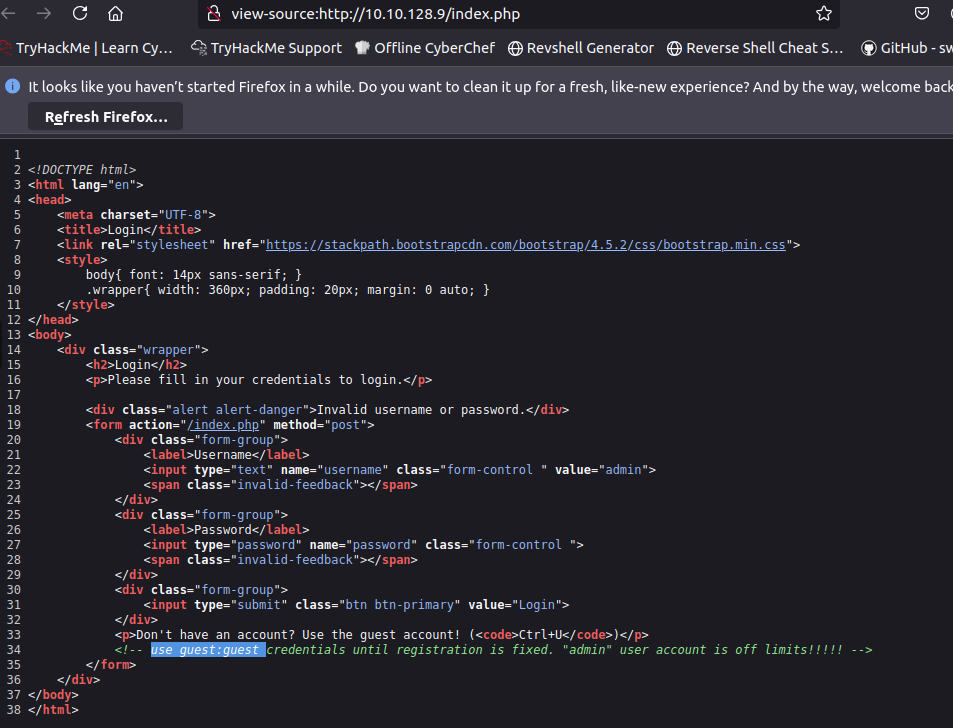 view-source:http://10.10.128.9/index.php
TryHackMe | Learn Cy… TryHackMe Support Offline CyberChef Revshell Generator Reverse Shell Cheat S… GitHub - sw
It looks like you haven’t started Firefox in a while. Do you want to clean it up for a fresh, like-new experience? And by the way, welcome back
Refresh Firefox…
1
2 <!DOCTYPE html>
3 <html lang="en">
4 <head>
5     <meta charset="UTF-8">
6     <title>Login</title>
7     <link rel="stylesheet" href="https://stackpath.bootstrapcdn.com/bootstrap/4.5.2/css/bootstrap.min.css">
8     <style>
9         body{ font: 14px sans-serif; }
10         .wrapper{ width: 360px; padding: 20px; margin: 0 auto; }
11     </style>
12 </head>
13 <body>
14     <div class="wrapper">
15         <h2>Login</h2>
16         <p>Please fill in your credentials to login.</p>
17
18         <div class="alert alert-danger">Invalid username or password.</div>
19         <form action="/index.php" method="post">
20             <div class="form-group">
21                 <label>Username</label>
22                 <input type="text" name="username" class="form-control " value="admin">
23                 <span class="invalid-feedback"></span>
24             </div>
25             <div class="form-group">
26                 <label>Password</label>
27                 <input type="password" name="password" class="form-control ">
28                 <span class="invalid-feedback"></span>
29             </div>
30             <div class="form-group">
31                 <input type="submit" class="btn btn-primary" value="Login">
32             </div>
33             <p>Don't have an account? Use the guest account! (<code>Ctrl+U</code>)</p>
34             <!-- use guest:guest credentials until registration is fixed. "admin" user account is off limits!!!!! -->
35         </form>
36     </div>
37 </body>
38 </html>